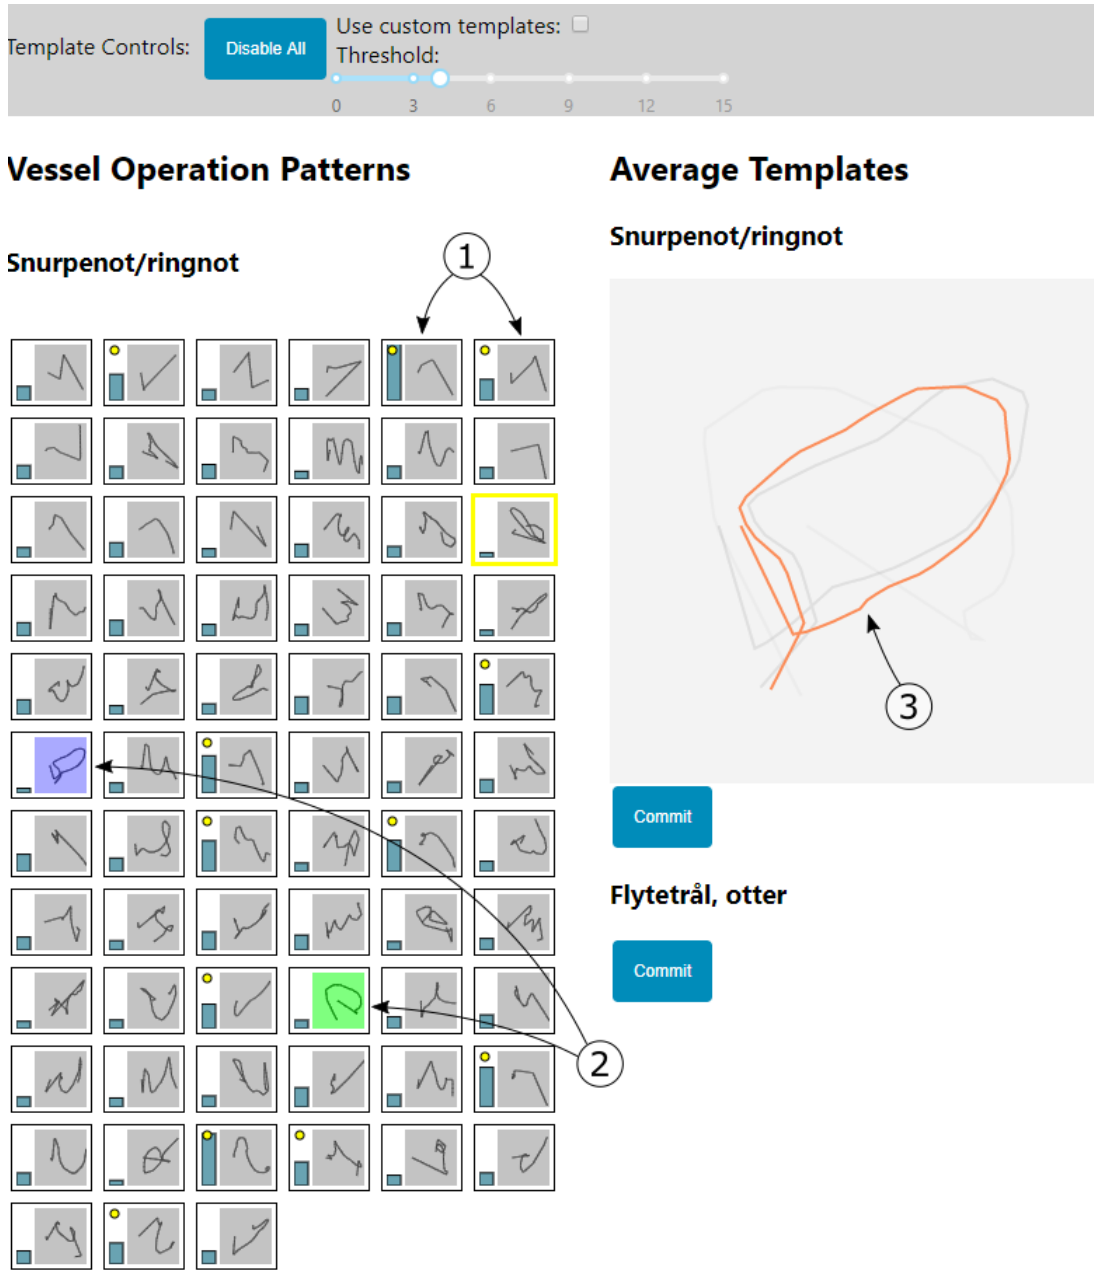 Template Controls:
Disable All
Use custom templates:
Threshold:
0 3 6 9 12 15
Vessel Operation Patterns
Average Templates
Snurpenot/ringnot
Snurpenot/ringnot
1
2
3
Commit
Flytetrål, otter
Commit